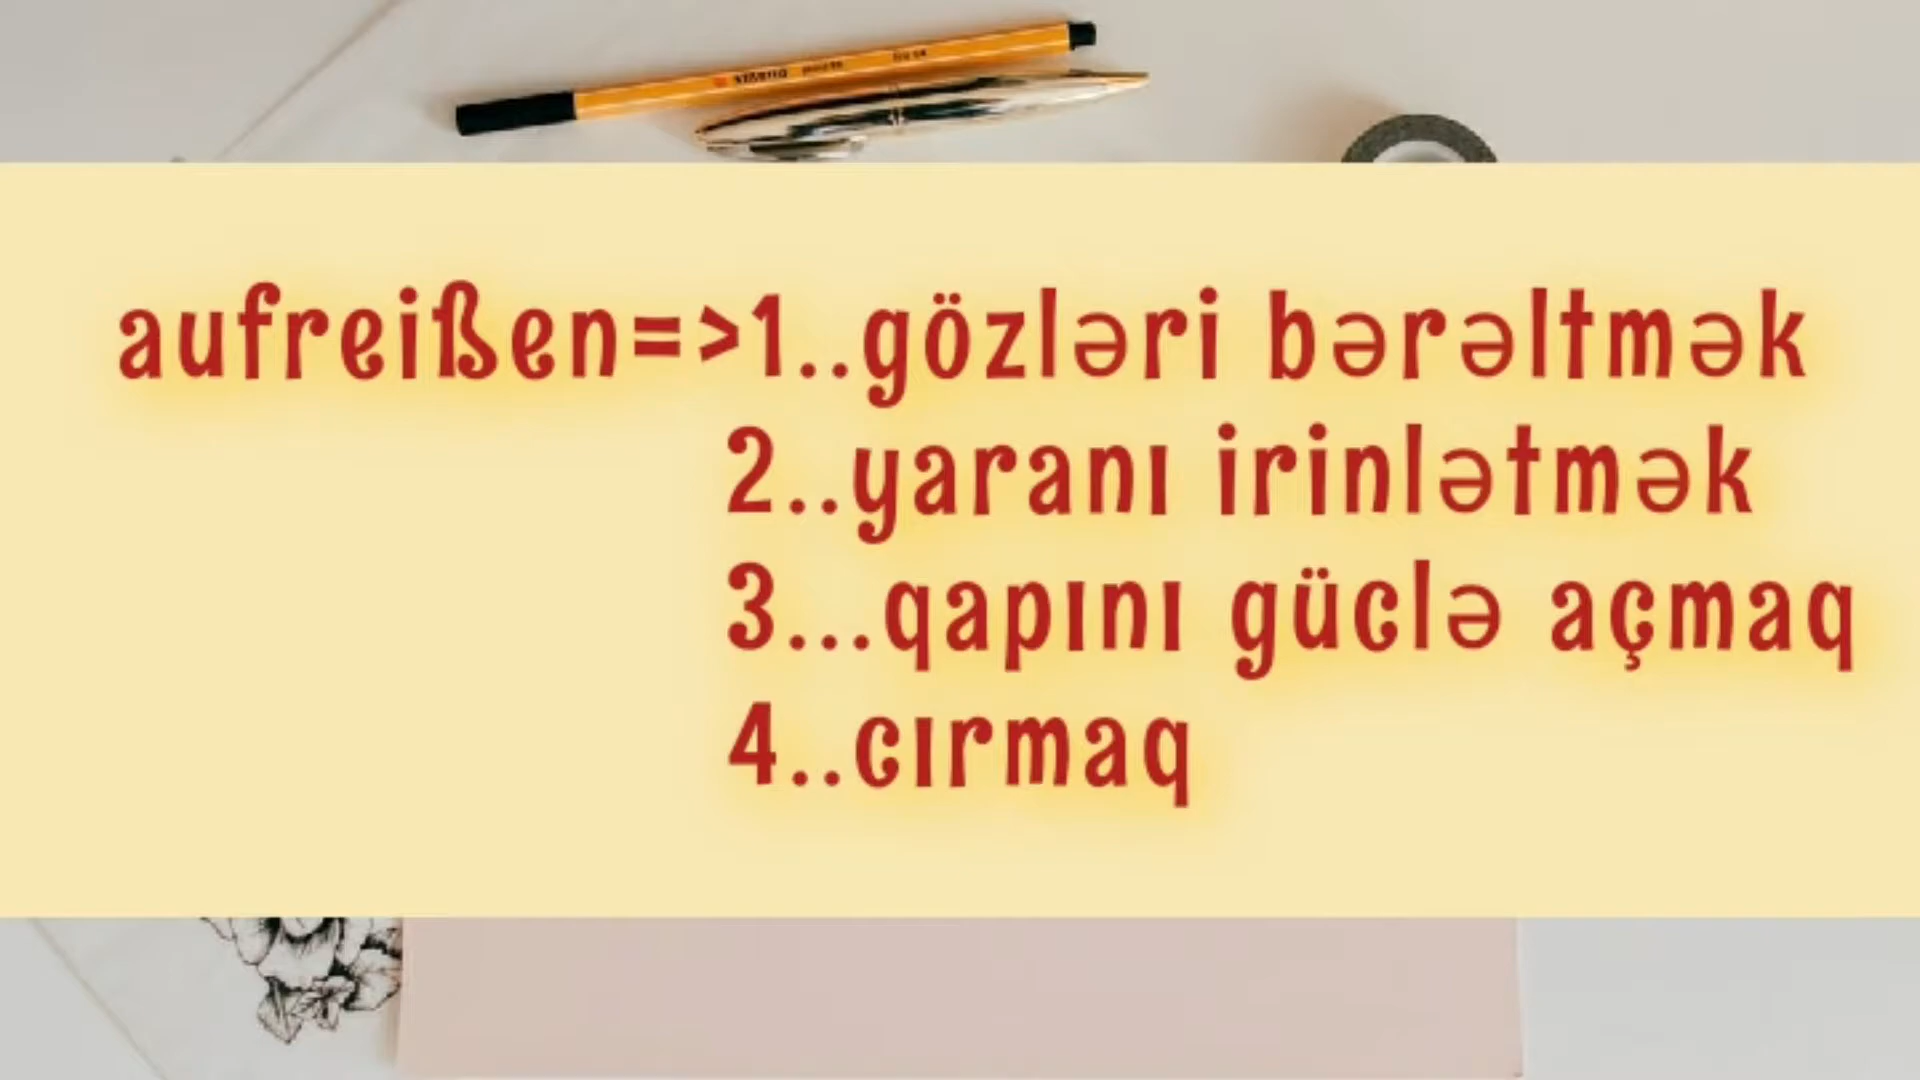 aufreißen=>1..gözləri bərəltmək
2..yaranı irinlətmək
3...qapını güclə açmaq
4..cırmaq